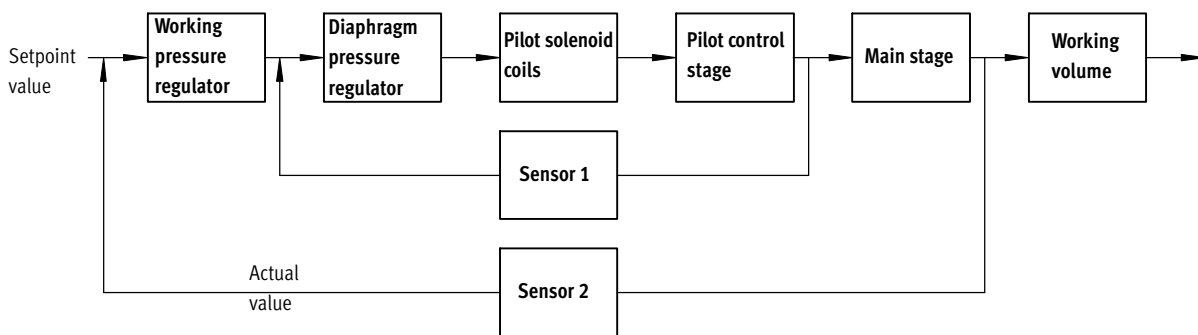 Setpoint
value
Working
pressure
regulator
Diaphragm
pressure
regulator
Pilot solenoid
coils
Pilot control
stage
Main stage
Working
volume
Sensor 1
Actual
value
Sensor 2